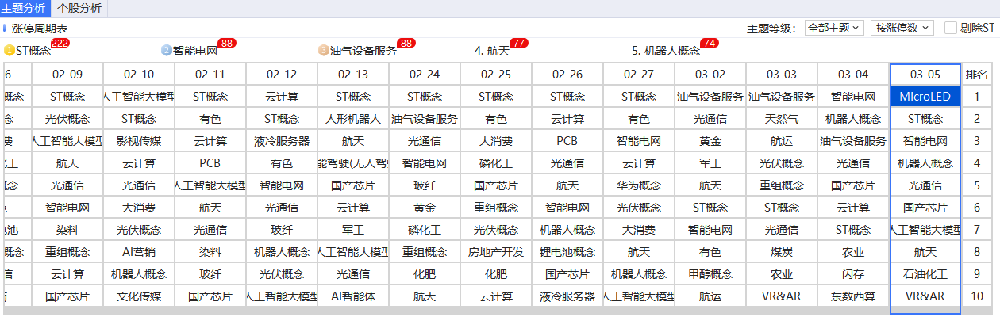 主题分析 个股分析
涨停周期表 主题等级： 全部主题 按涨停数 剔除ST
1 ST概念 222 2 智能电网 88 3 油气设备服务 88 4. 航天 77 5. 机器人概念 74
6 02-09 02-10 02-11 02-12 02-13 02-24 02-25 02-26 02-27 03-02 03-03 03-04 03-05 排名
概念 ST概念 人工智能大模型 ST概念 云计算 ST概念 ST概念 ST概念 ST概念 ST概念 油气设备服务 油气设备服务 智能电网 MicroLED 1
念 光伏概念 ST概念 有色 ST概念 人形机器人 油气设备服务 有色 云计算 有色 光通信 天然气 机器人概念 ST概念 2
费 人工智能大模型 影视传媒 云计算 液冷服务器 航天 光通信 大消费 PCB 智能电网 黄金 航运 油气设备服务 智能电网 3
工 航天 云计算 PCB 有色 能驾驶(无人驾 智能电网 磷化工 光通信 云计算 军工 光伏概念 光通信 机器人概念 4
念 光通信 光通信 人工智能大模型 智能电网 国产芯片 玻纤 国产芯片 航天 华为概念 航天 重组概念 国产芯片 光通信 5
智能电网 大消费 航天 光通信 云计算 黄金 重组概念 智能电网 光伏概念 ST概念 ST概念 云计算 国产芯片 6
池 染料 光伏概念 光通信 玻纤 军工 磷化工 光伏概念 机器人概念 大消费 智能电网 光通信 ST概念 人工智能大模型 7
概念 重组概念 AI营销 染料 机器人概念 人工智能大模型 重组概念 房地产开发 锂电池概念 航天 有色 煤炭 农业 航天 8
信 云计算 机器人概念 玻纤 光伏概念 光通信 化肥 化肥 国产芯片 机器人概念 甲醇概念 农业 闪存 石油化工 9
国产芯片 文化传媒 国产芯片 人工智能大模型 AI智能体 航天 云计算 液冷服务器 人工智能大模型 航运 VR&AR 东数西算 VR&AR 10